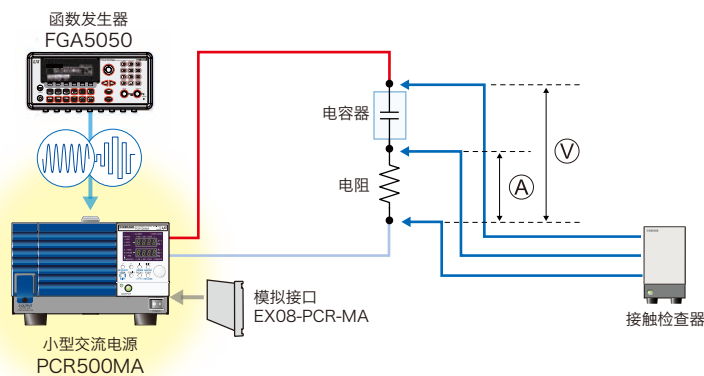 函数发生器
FGA5050
电容器
电阻
V
A
模拟接口
EX08-PCR-MA
接触检查器
小型交流电源
PCR500MA